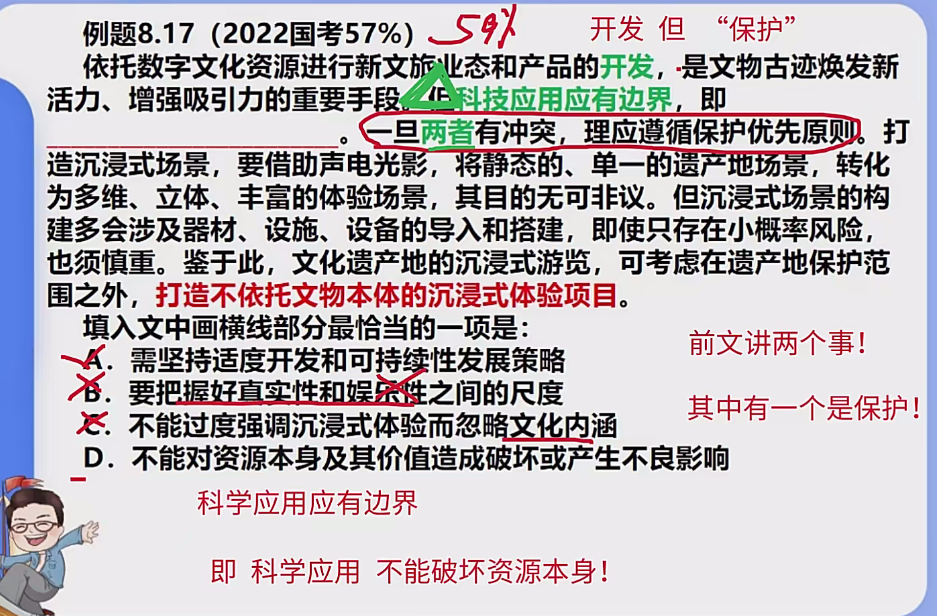 例题8.17（2022国考57%） 59% 开发 但 “保护”
依托数字文化资源进行新文旅业态和产品的开发，是文物古迹焕发新
活力、增强吸引力的重要手段。但科技应用应有边界，即
____________________。一旦两者有冲突，理应遵循保护优先原则。打
造沉浸式场景，要借助声电光影，将静态的、单一的遗产地场景，转化
为多维、立体、丰富的体验场景，其目的无可非议。但沉浸式场景的构
建多会涉及器材、设施、设备的导入和搭建，即使只存在小概率风险，
也须慎重。鉴于此，文化遗产地的沉浸式游览，可考虑在遗产地保护范
围之外，打造不依托文物本体的沉浸式体验项目。
填入文中画横线部分最恰当的一项是：
前文讲两个事！
A．需坚持适度开发和可持续性发展策略
B．要把握好真实性和娱乐性之间的尺度
其中有一个是保护！
C．不能过度强调沉浸式体验而忽略文化内涵
D．不能对资源本身及其价值造成破坏或产生不良影响
科学应用应有边界
即 科学应用 不能破坏资源本身！